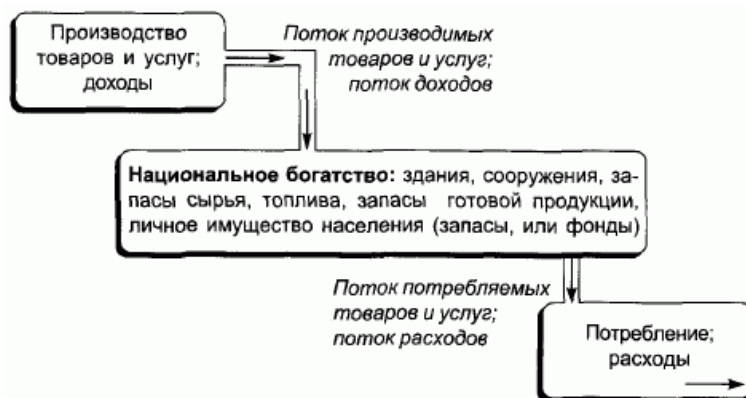 Производство
товаров и услуг;
доходы
Поток производимых
товаров и услуг;
поток доходов
Национальное богатство: здания, сооружения, за-
пасы сырья, топлива, запасы готовой продукции,
личное имущество населения (запасы, или фонды)
Поток потребляемых
товаров и услуг;
поток расходов
Потребление;
расходы